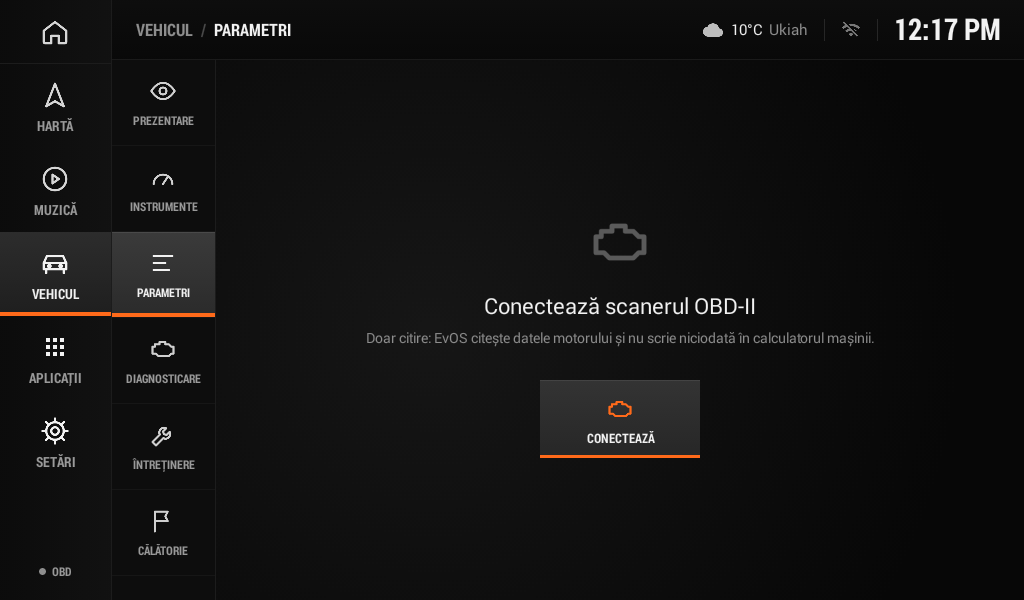 VEHICUL / PARAMETRI
10°C Ukiah
12:17 PM
HARTĂ
MUZICĂ
VEHICUL
APLICAȚII
SETĂRI
OBD
PREZENTARE
INSTRUMENTE
PARAMETRI
DIAGNOSTICARE
ÎNTREȚINERE
CĂLĂTORIE
Conectează scanerul OBD-II
Doar citire: EvOS citește datele motorului și nu scrie niciodată în calculatorul mașinii.
CONECTEAZĂ